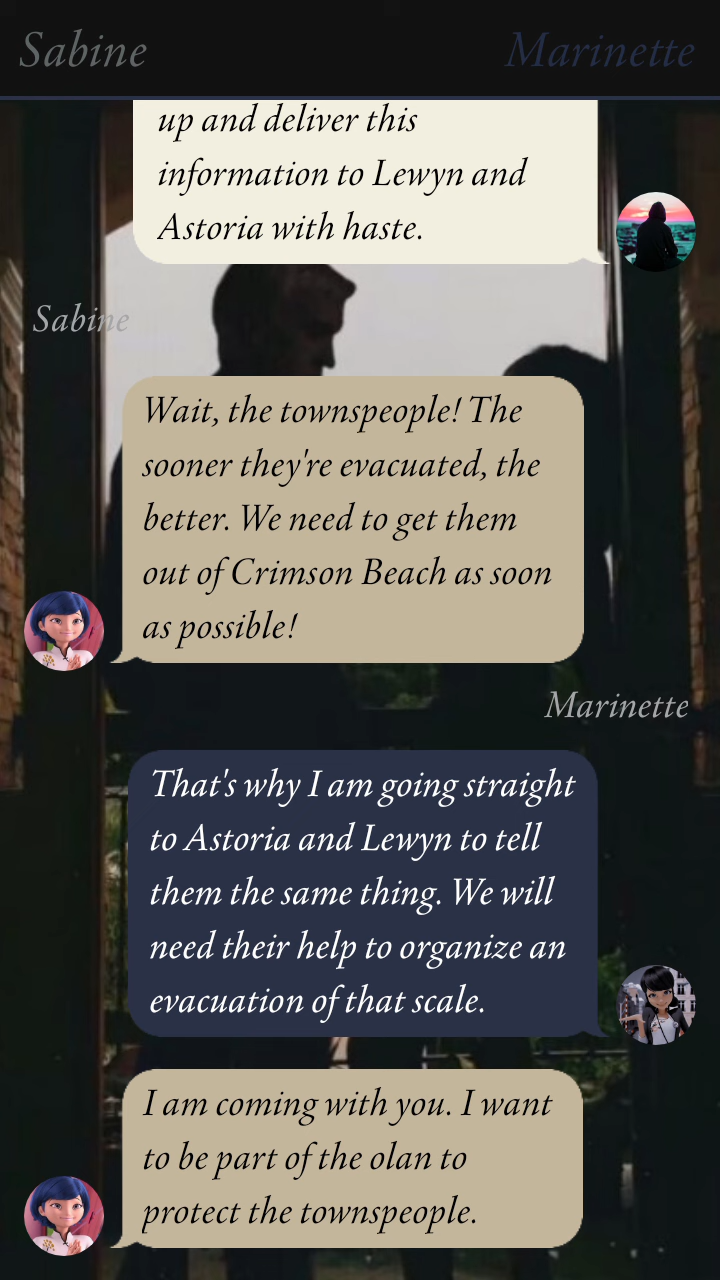 Sabine
Marinette
up and deliver this
information to Lewyn and
Astoria with haste.
Sabine
Wait, the townspeople! The
sooner they're evacuated, the
better. We need to get them
out of Crimson Beach as soon
as possible!
Marinette
That's why I am going straight
to Astoria and Lewyn to tell
them the same thing. We will
need their help to organize an
evacuation of that scale.
I am coming with you. I want
to be part of the olan to
protect the townspeople.